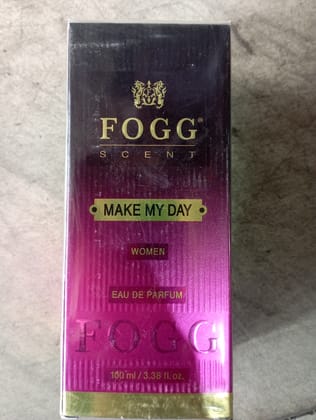 FOGG®
SCENT
MAKE MY DAY
WOMEN
EAU DE PARFUM
FOGG
100 ml / 3.38 fl.oz.